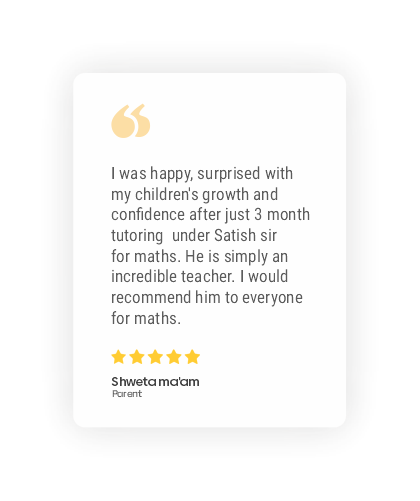 I was happy, surprised with
my children's growth and
confidence after just 3 month
tutoring  under Satish sir
for maths. He is simply an
incredible teacher. I would
recommend him to everyone
for maths.
Shweta ma'am
Parent